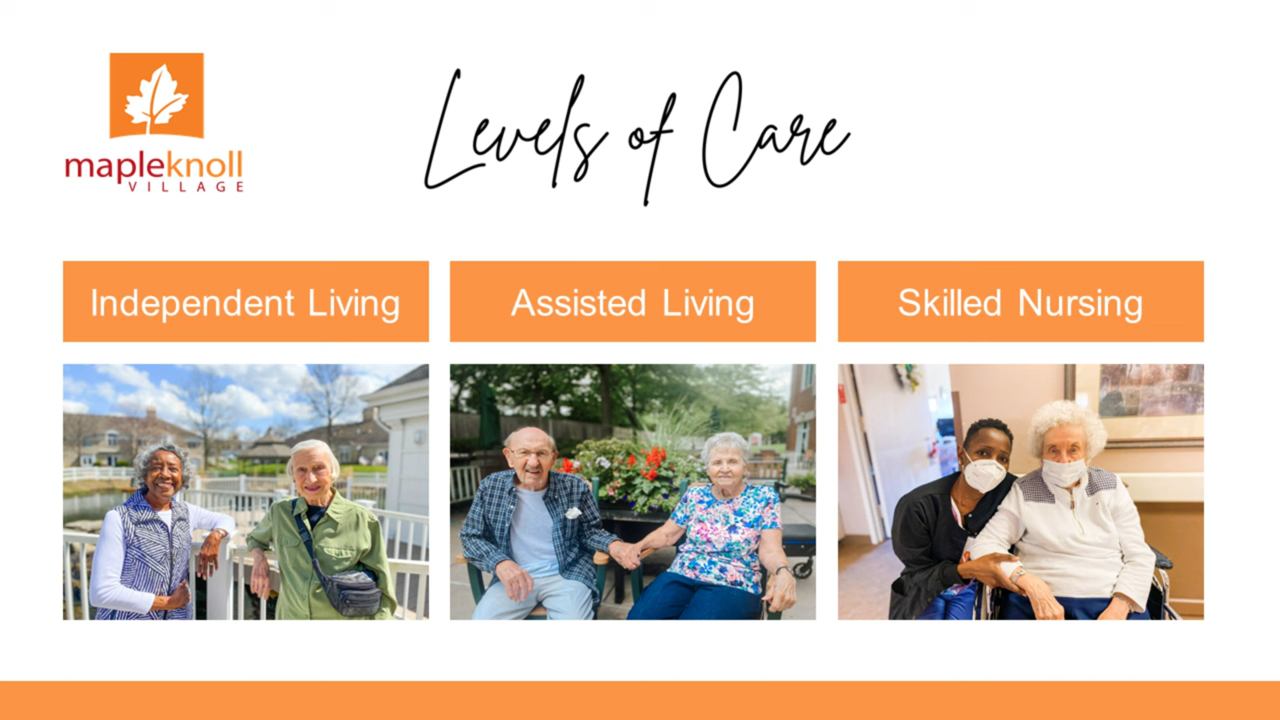 mapleknoll
VILLAGE
Levels of Care
Independent Living
Assisted Living
Skilled Nursing